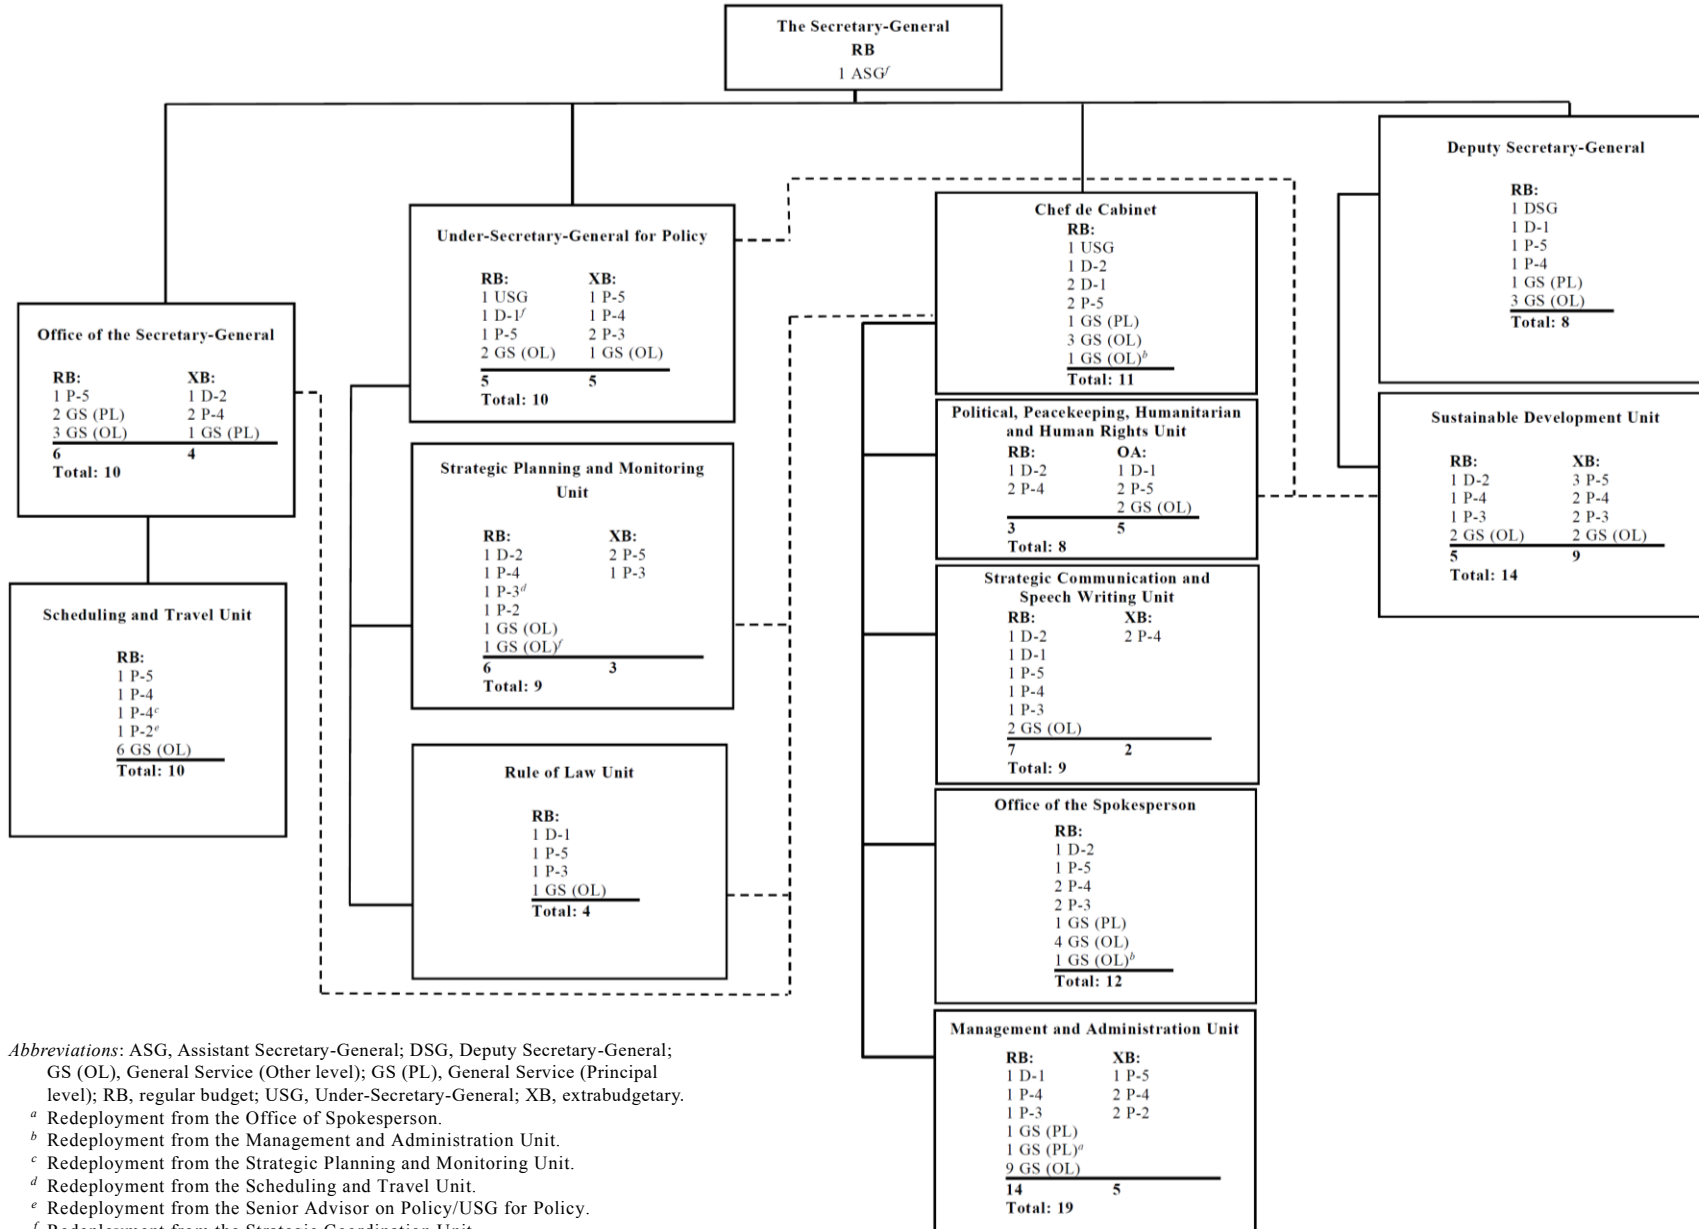 The Secretary-General
RB
1 ASGᶠ
Office of the Secretary-General
RB: XB:
1 P-5 1 D-2
2 GS (PL) 2 P-4
3 GS (OL) 1 GS (PL)
6 4
Total: 10
Scheduling and Travel Unit
RB:
1 P-5
1 P-4
1 P-4ᶜ
1 P-2ᵉ
6 GS (OL)
Total: 10
Under-Secretary-General for Policy
RB: XB:
1 USG 1 P-5
1 D-1ᶠ 1 P-4
1 P-5 2 P-3
2 GS (OL) 1 GS (OL)
5 5
Total: 10
Strategic Planning and Monitoring
Unit
RB: XB:
1 D-2 2 P-5
1 P-4 1 P-3
1 P-3ᵈ
1 P-2
1 GS (OL)
1 GS (OL)ᶠ
6 3
Total: 9
Rule of Law Unit
RB:
1 D-1
1 P-5
1 P-3
1 GS (OL)
Total: 4
Chef de Cabinet
RB:
1 USG
1 D-2
2 D-1
2 P-5
1 GS (PL)
3 GS (OL)
1 GS (OL)ᵇ
Total: 11
Political, Peacekeeping, Humanitarian
and Human Rights Unit
RB: OA:
1 D-2 1 D-1
2 P-4 2 P-5
2 GS (OL)
3 5
Total: 8
Strategic Communication and
Speech Writing Unit
RB: XB:
1 D-2 2 P-4
1 D-1
1 P-5
1 P-4
1 P-3
2 GS (OL)
7 2
Total: 9
Office of the Spokesperson
RB:
1 D-2
1 P-5
2 P-4
2 P-3
1 GS (PL)
4 GS (OL)
1 GS (OL)ᵇ
Total: 12
Management and Administration Unit
RB: XB:
1 D-1 1 P-5
1 P-4 2 P-4
1 P-3 2 P-2
1 GS (PL)
1 GS (PL)ᵃ
9 GS (OL)
14 5
Total: 19
Deputy Secretary-General
RB:
1 DSG
1 D-1
1 P-5
1 P-4
1 GS (PL)
3 GS (OL)
Total: 8
Sustainable Development Unit
RB: XB:
1 D-2 3 P-5
1 P-4 2 P-4
1 P-3 2 P-3
2 GS (OL) 2 GS (OL)
5 9
Total: 14
Abbreviations: ASG, Assistant Secretary-General; DSG, Deputy Secretary-General;
GS (OL), General Service (Other level); GS (PL), General Service (Principal
level); RB, regular budget; USG, Under-Secretary-General; XB, extrabudgetary.
ᵃ Redeployment from the Office of Spokesperson.
ᵇ Redeployment from the Management and Administration Unit.
ᶜ Redeployment from the Strategic Planning and Monitoring Unit.
ᵈ Redeployment from the Scheduling and Travel Unit.
ᵉ Redeployment from the Senior Advisor on Policy/USG for Policy.
ᶠ Redeployment from the Strategic Coordination Unit.